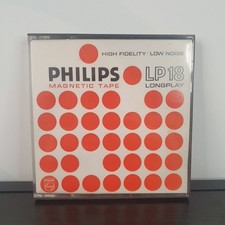 HIGH FIDELITY/LOW NOISE
PHILIPS LP18
MAGNETIC TAPE LONGPLAY